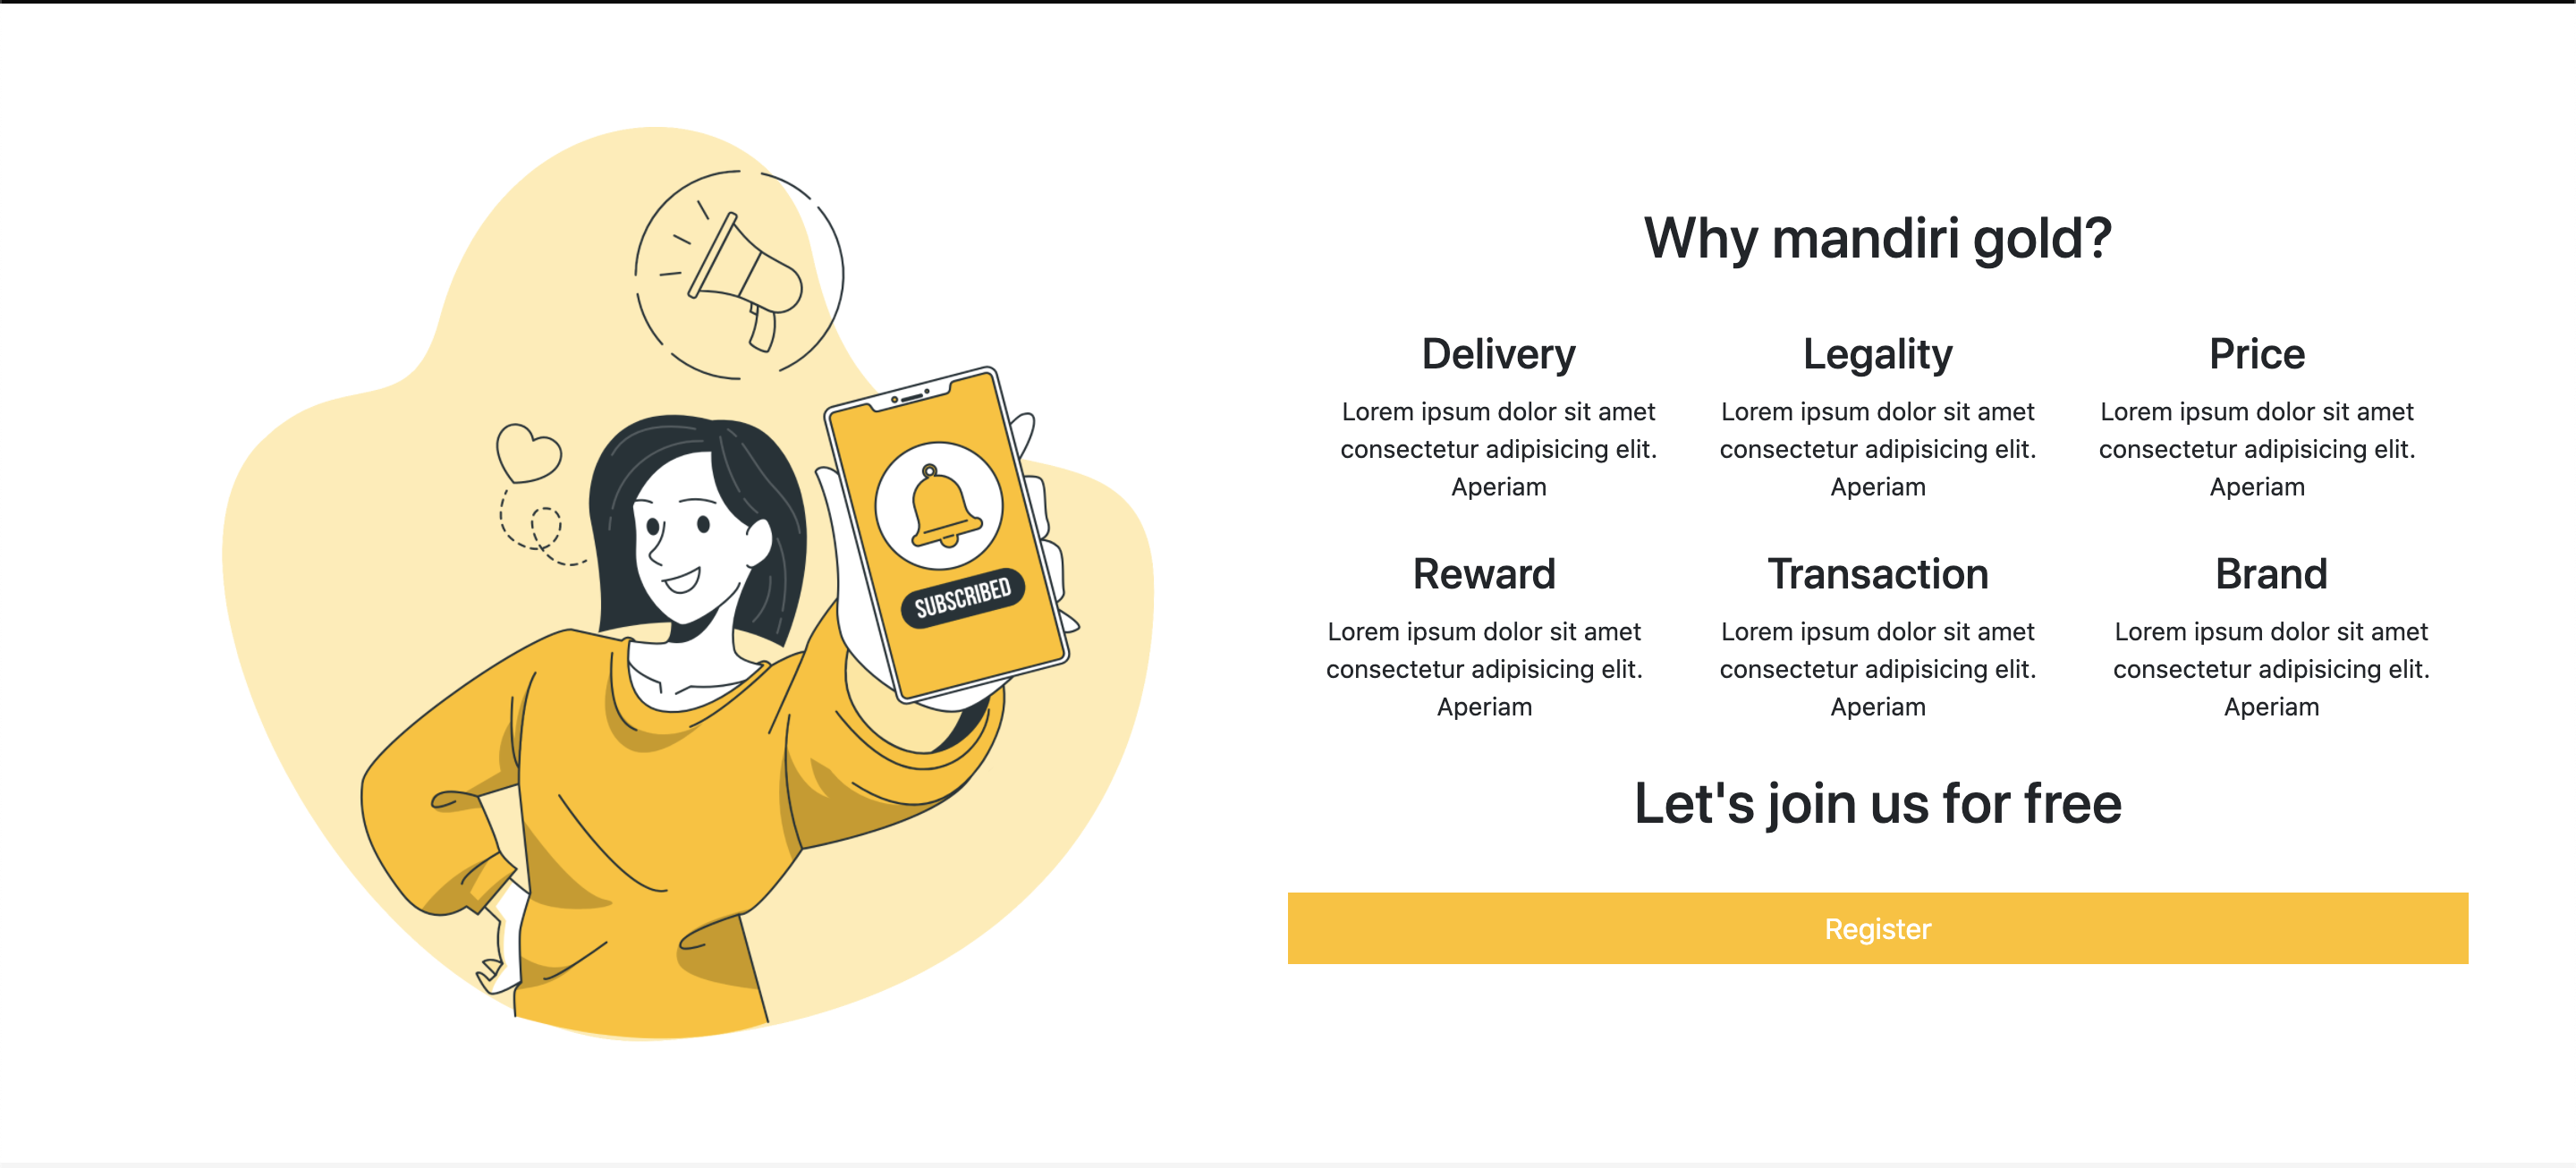 SUBSCRIBED
Why mandiri gold?
Delivery
Lorem ipsum dolor sit amet
consectetur adipisicing elit.
Aperiam
Legality
Lorem ipsum dolor sit amet
consectetur adipisicing elit.
Aperiam
Price
Lorem ipsum dolor sit amet
consectetur adipisicing elit.
Aperiam
Reward
Lorem ipsum dolor sit amet
consectetur adipisicing elit.
Aperiam
Transaction
Lorem ipsum dolor sit amet
consectetur adipisicing elit.
Aperiam
Brand
Lorem ipsum dolor sit amet
consectetur adipisicing elit.
Aperiam
Let's join us for free
Register